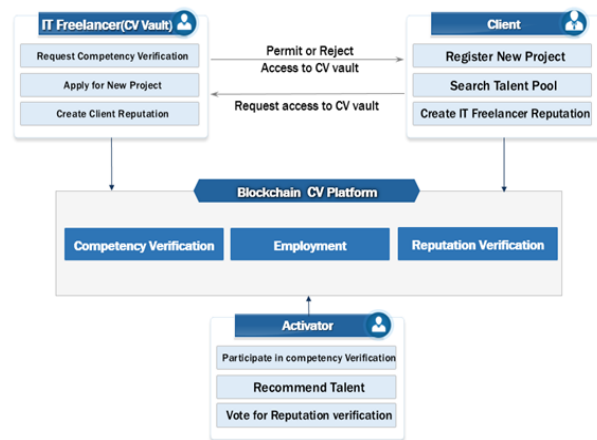 IT Freelancer(CV Vault)
Request Competency Verification
Apply for New Project
Create Client Reputation
Permit or Reject
Access to CV vault
Request access to CV vault
Client
Register New Project
Search Talent Pool
Create IT Freelancer Reputation
Blockchain CV Platform
Competency Verification
Employment
Reputation Verification
Activator
Participate in competency Verification
Recommend Talent
Vote for Reputation verification